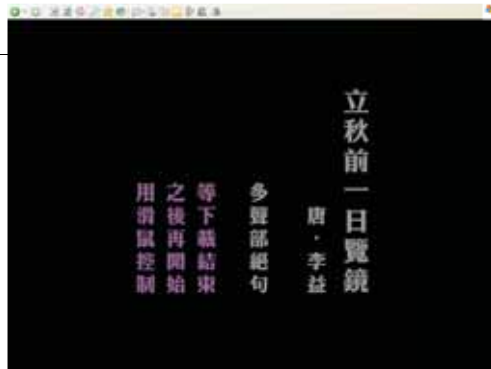 立秋前一日覽鏡
唐·李益
多聲部絕句
等下載結束
之後再開始
用滑鼠控制